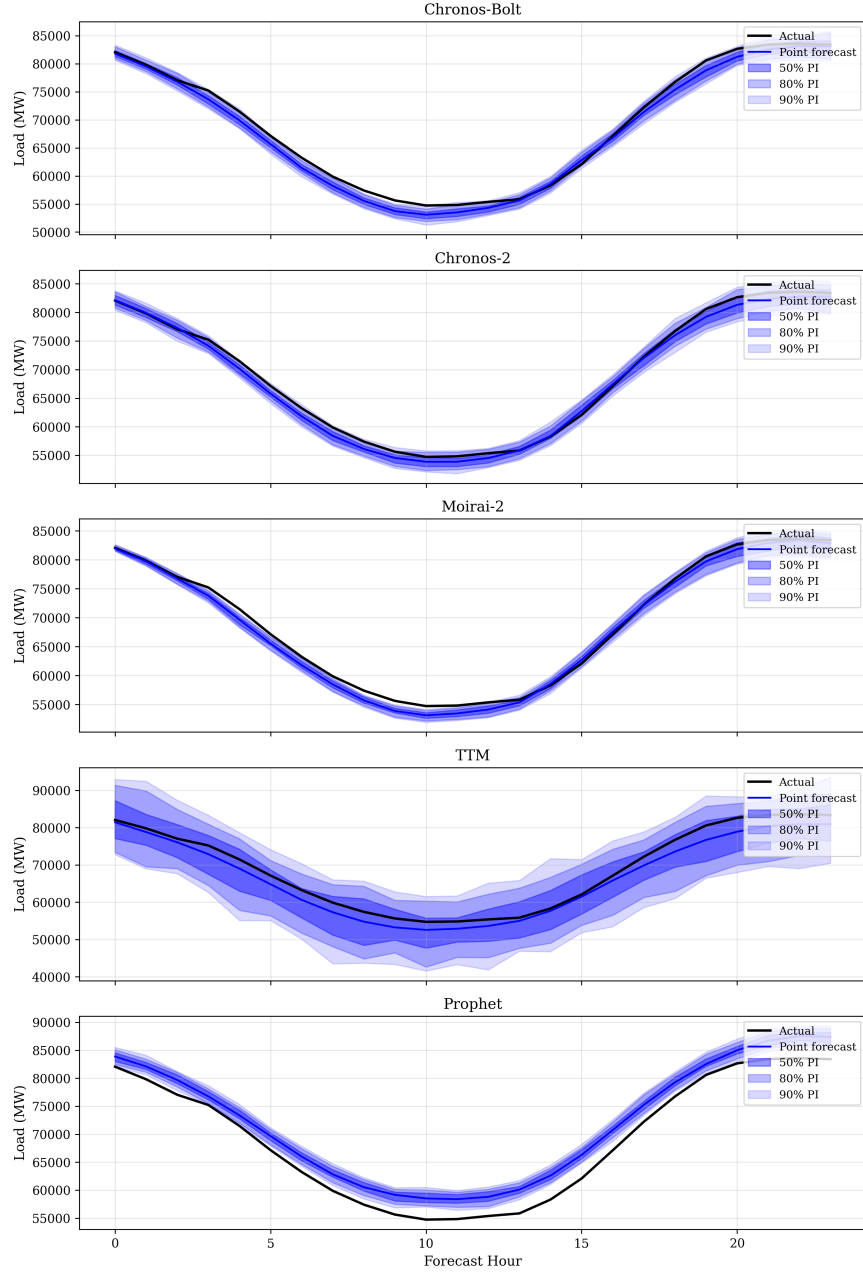 Chronos-Bolt
85000
80000
75000
70000
65000
60000
55000
50000
Load (MW)
Actual
Point forecast
50% PI
80% PI
90% PI
Chronos-2
85000
80000
75000
70000
65000
60000
55000
Load (MW)
Actual
Point forecast
50% PI
80% PI
90% PI
Moirai-2
85000
80000
75000
70000
65000
60000
55000
Load (MW)
Actual
Point forecast
50% PI
80% PI
90% PI
TTM
90000
80000
70000
60000
50000
40000
Load (MW)
Actual
Point forecast
50% PI
80% PI
90% PI
Prophet
90000
85000
80000
75000
70000
65000
60000
55000
Load (MW)
Actual
Point forecast
50% PI
80% PI
90% PI
0 5 10 15 20
Forecast Hour